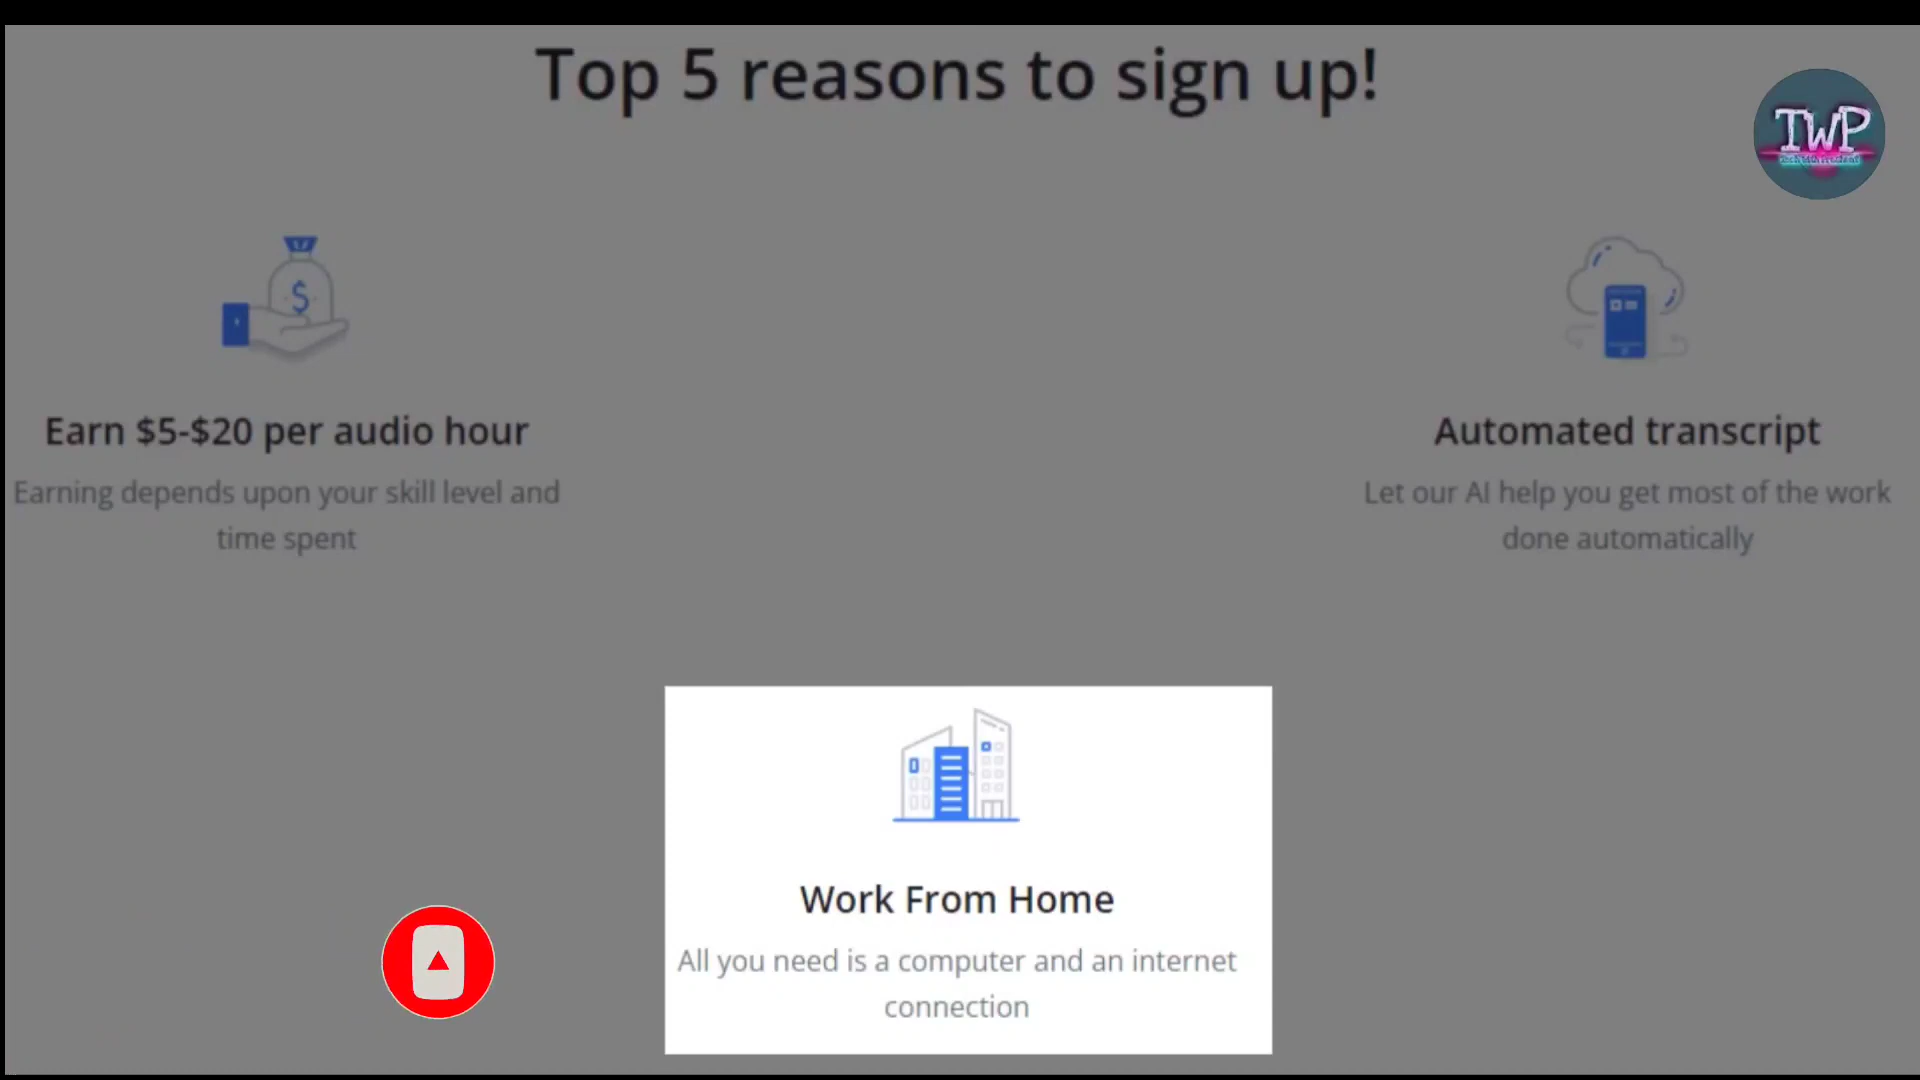 Top 5 reasons to sign up!
TWP
Earn $5-$20 per audio hour
Earning depends upon your skill level and
time spent
Automated transcript
Let our AI help you get most of the work
done automatically
Work From Home
All you need is a computer and an internet
connection